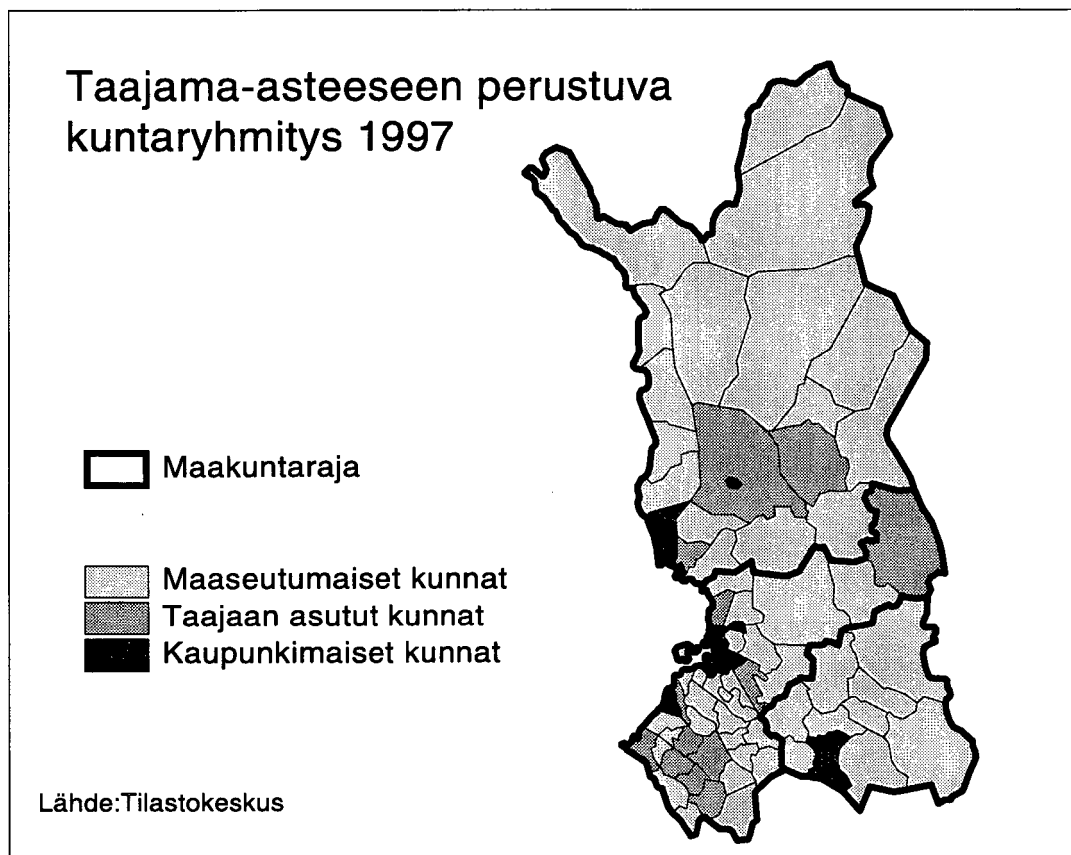 Taajama-asteeseen perustuva
kuntaryhmitys 1997
Maakuntaraja
Maaseutumaiset kunnat
Taajaan asutut kunnat
Kaupunkimaiset kunnat
Lähde:Tilastokeskus